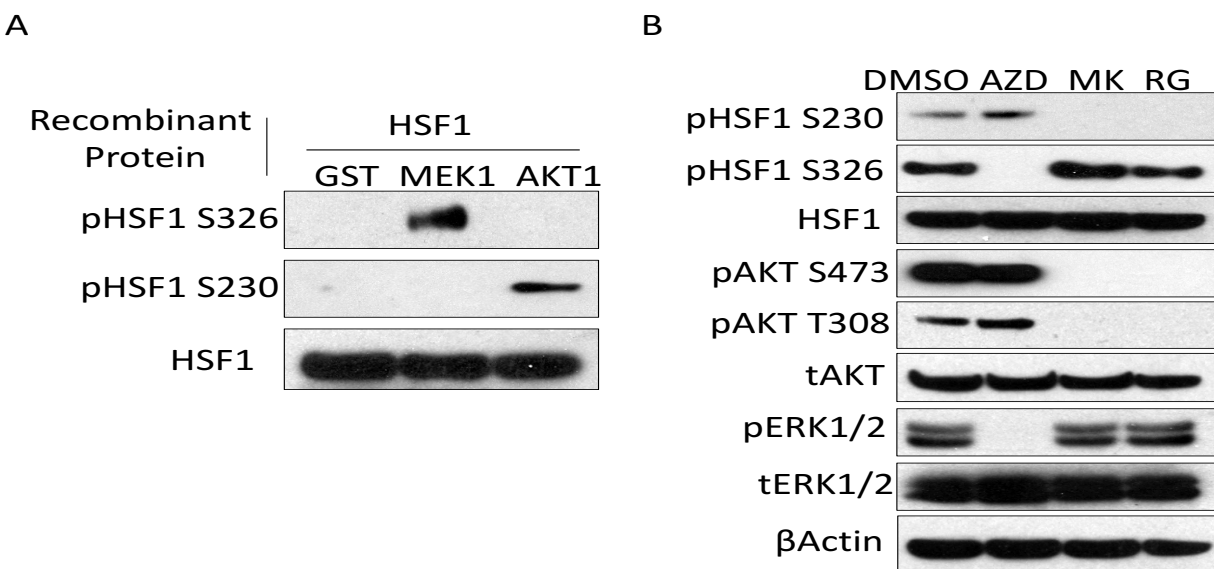 A
Recombinant
Protein
HSF1
GST MEK1 AKT1
pHSF1 S326
pHSF1 S230
HSF1
B
DMSO AZD MK RG
pHSF1 S230
pHSF1 S326
HSF1
pAKT S473
pAKT T308
tAKT
pERK1/2
tERK1/2
βActin